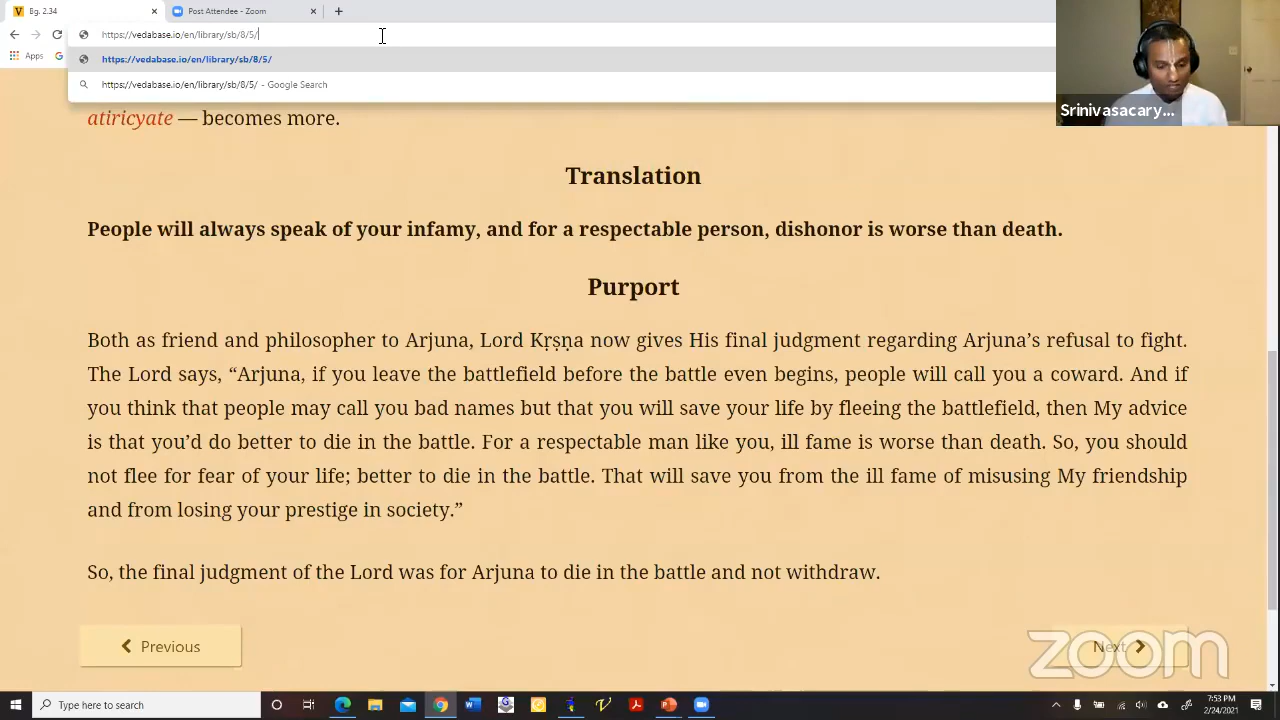 Bg. 2.34
Post Attendee - Zoom
https://vedabase.io/en/library/sb/8/5/
Apps
https://vedabase.io/en/library/sb/8/5/
https://vedabase.io/en/library/sb/8/5/ - Google Search
Srinivasacary...
atiricyate — becomes more.
Translation
People will always speak of your infamy, and for a respectable person, dishonor is worse than death.
Purport
Both as friend and philosopher to Arjuna, Lord Kṛṣṇa now gives His final judgment regarding Arjuna’s refusal to fight.
The Lord says, “Arjuna, if you leave the battlefield before the battle even begins, people will call you a coward. And if
you think that people may call you bad names but that you will save your life by fleeing the battlefield, then My advice
is that you’d do better to die in the battle. For a respectable man like you, ill fame is worse than death. So, you should
not flee for fear of your life; better to die in the battle. That will save you from the ill fame of misusing My friendship
and from losing your prestige in society.”
So, the final judgment of the Lord was for Arjuna to die in the battle and not withdraw.
Previous
Next
zoom
Type here to search
7:53 PM
2/24/2021